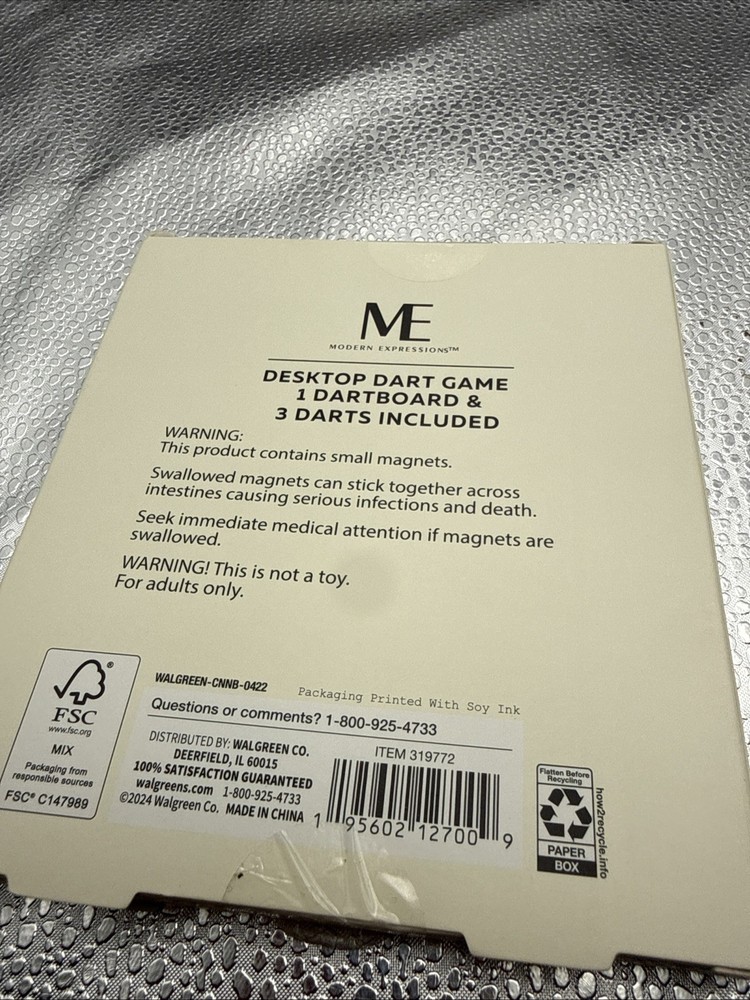 ME
MODERN EXPRESSIONS™
DESKTOP DART GAME
1 DARTBOARD &
3 DARTS INCLUDED
WARNING:
This product contains small magnets.
Swallowed magnets can stick together across
intestines causing serious infections and death.
Seek immediate medical attention if magnets are
swallowed.
WARNING! This is not a toy.
For adults only.
®
FSC
www.fsc.org
MIX
Packaging from
responsible sources
FSC® C147989
WALGREEN-CNNB-0422
Packaging Printed With Soy Ink
Questions or comments? 1-800-925-4733
DISTRIBUTED BY: WALGREEN CO.
DEERFIELD, IL 60015
100% SATISFACTION GUARANTEED
walgreens.com 1-800-925-4733
©2024 Walgreen Co. MADE IN CHINA
ITEM 319772
1 95602 12700 9
Flatten Before
Recycling
PAPER
BOX
how2recycle.info